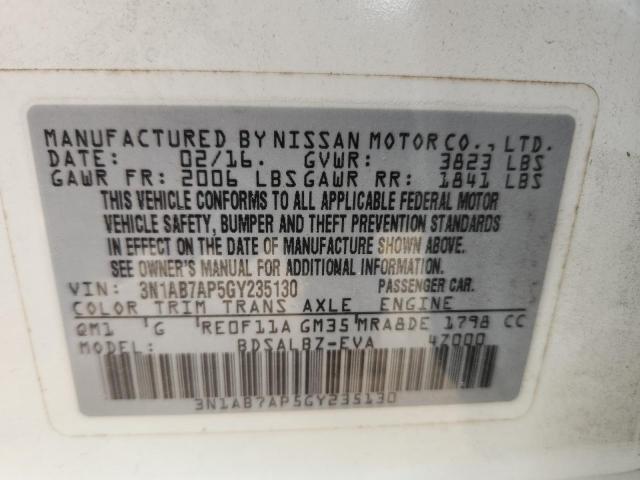 MANUFACTURED BY NISSAN MOTOR CO., LTD.
DATE: 02/16. GVWR: 3823 LBS
GAWR FR: 2006 LBS GAWR RR: 1841 LBS
THIS VEHICLE CONFORMS TO ALL APPLICABLE FEDERAL MOTOR
VEHICLE SAFETY, BUMPER AND THEFT PREVENTION STANDARDS
IN EFFECT ON THE DATE OF MANUFACTURE SHOWN ABOVE.
SEE OWNER'S MANUAL FOR ADDITIONAL INFORMATION.
VIN: 3N1AB7AP5GY235130 PASSENGER CAR.
COLOR TRIM TRANS AXLE ENGINE
QM1 G RE0F11A GM35 MRA8DE 1798 CC
MODEL BDSALBZ-EVA 4Z000
3N1AB7AP5GY235130